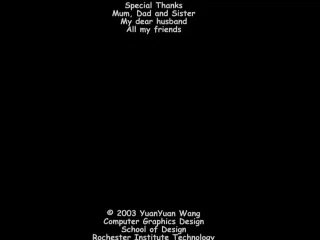 Special Thanks
Mum, Dad and Sister
My dear husband
All my friends
© 2003 YuanYuan Wang
Computer Graphics Design
School of Design
Rochester Institute Technology